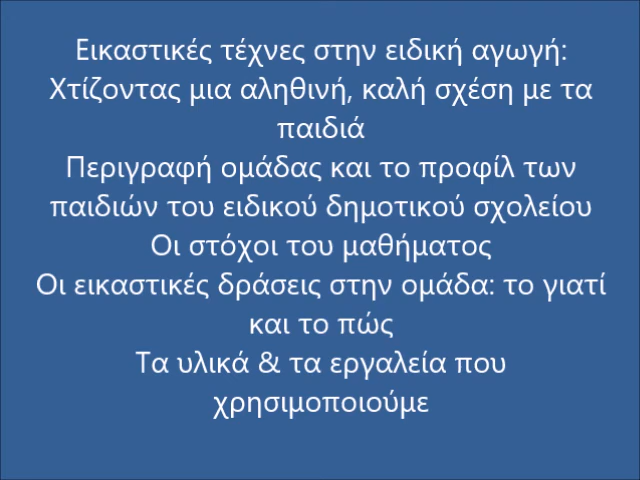 Εικαστικές τέχνες στην ειδική αγωγή:
Χτίζοντας μια αληθινή, καλή σχέση με τα
παιδιά
Περιγραφή ομάδας και το προφίλ των
παιδιών του ειδικού δημοτικού σχολείου
Οι στόχοι του μαθήματος
Οι εικαστικές δράσεις στην ομάδα: το γιατί
και το πώς
Τα υλικά & τα εργαλεία που
χρησιμοποιούμε